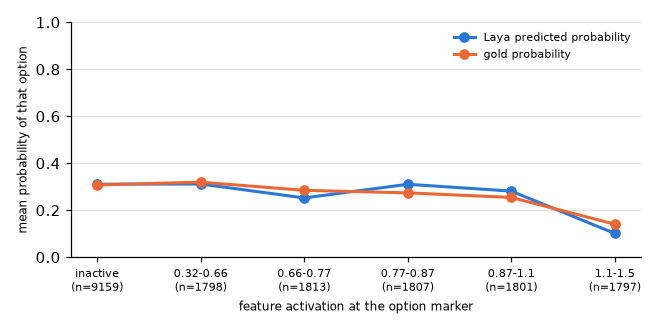 1.0
0.8
0.6
0.4
0.2
0.0
mean probability of that option
Laya predicted probability
gold probability
inactive
(n=9159)
0.32-0.66
(n=1798)
0.66-0.77
(n=1813)
0.77-0.87
(n=1807)
0.87-1.1
(n=1801)
1.1-1.5
(n=1797)
feature activation at the option marker